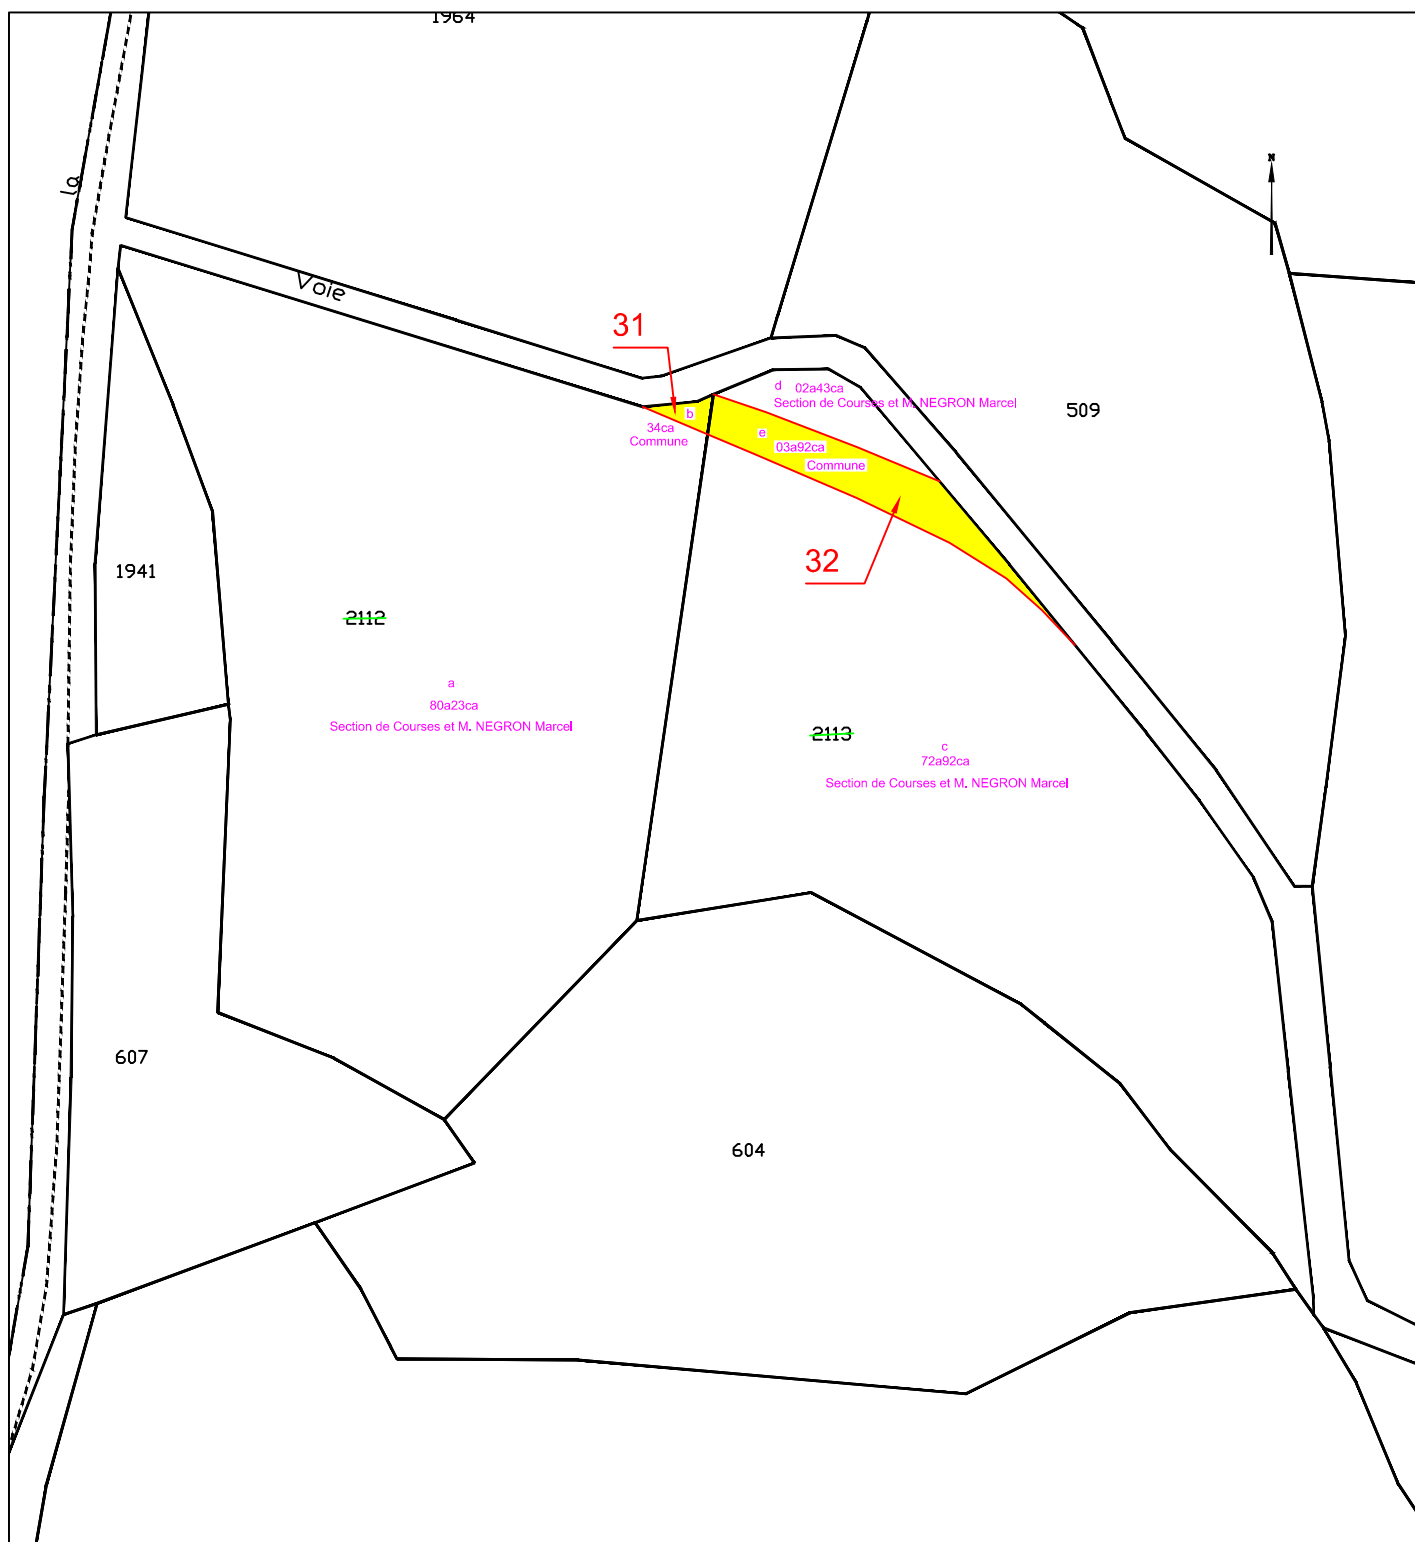 1964
N
la
Voie
31
d 02a43ca
Section de Courses et M. NEGRON Marcel
509
b
34ca
Commune
e
03a92ca
Commune
32
1941
2112
a
80a23ca
Section de Courses et M. NEGRON Marcel
2113
c
72a92ca
Section de Courses et M. NEGRON Marcel
607
604